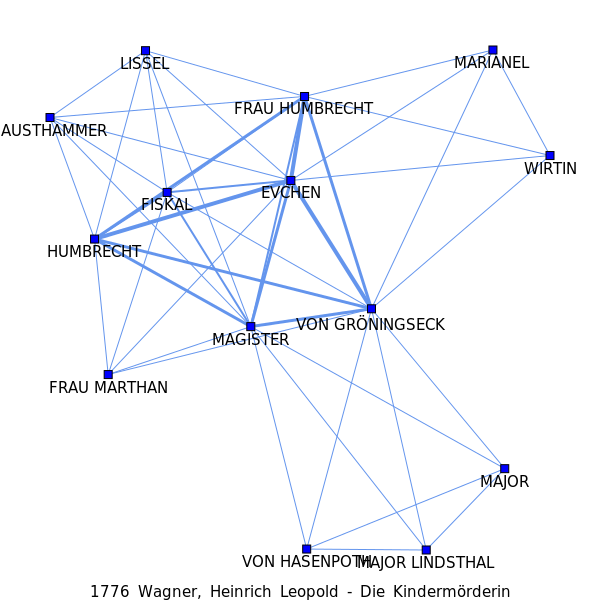 LISSEL
MARIANEL
FRAU HUMBRECHT
AUSTHAMMER
WIRTIN
EVCHEN
FISKAL
HUMBRECHT
VON GRÖNINGSECK
MAGISTER
FRAU MARTHAN
MAJOR
VON HASENPOTH
MAJOR LINDSTHAL
1776 Wagner, Heinrich Leopold - Die Kindermörderin